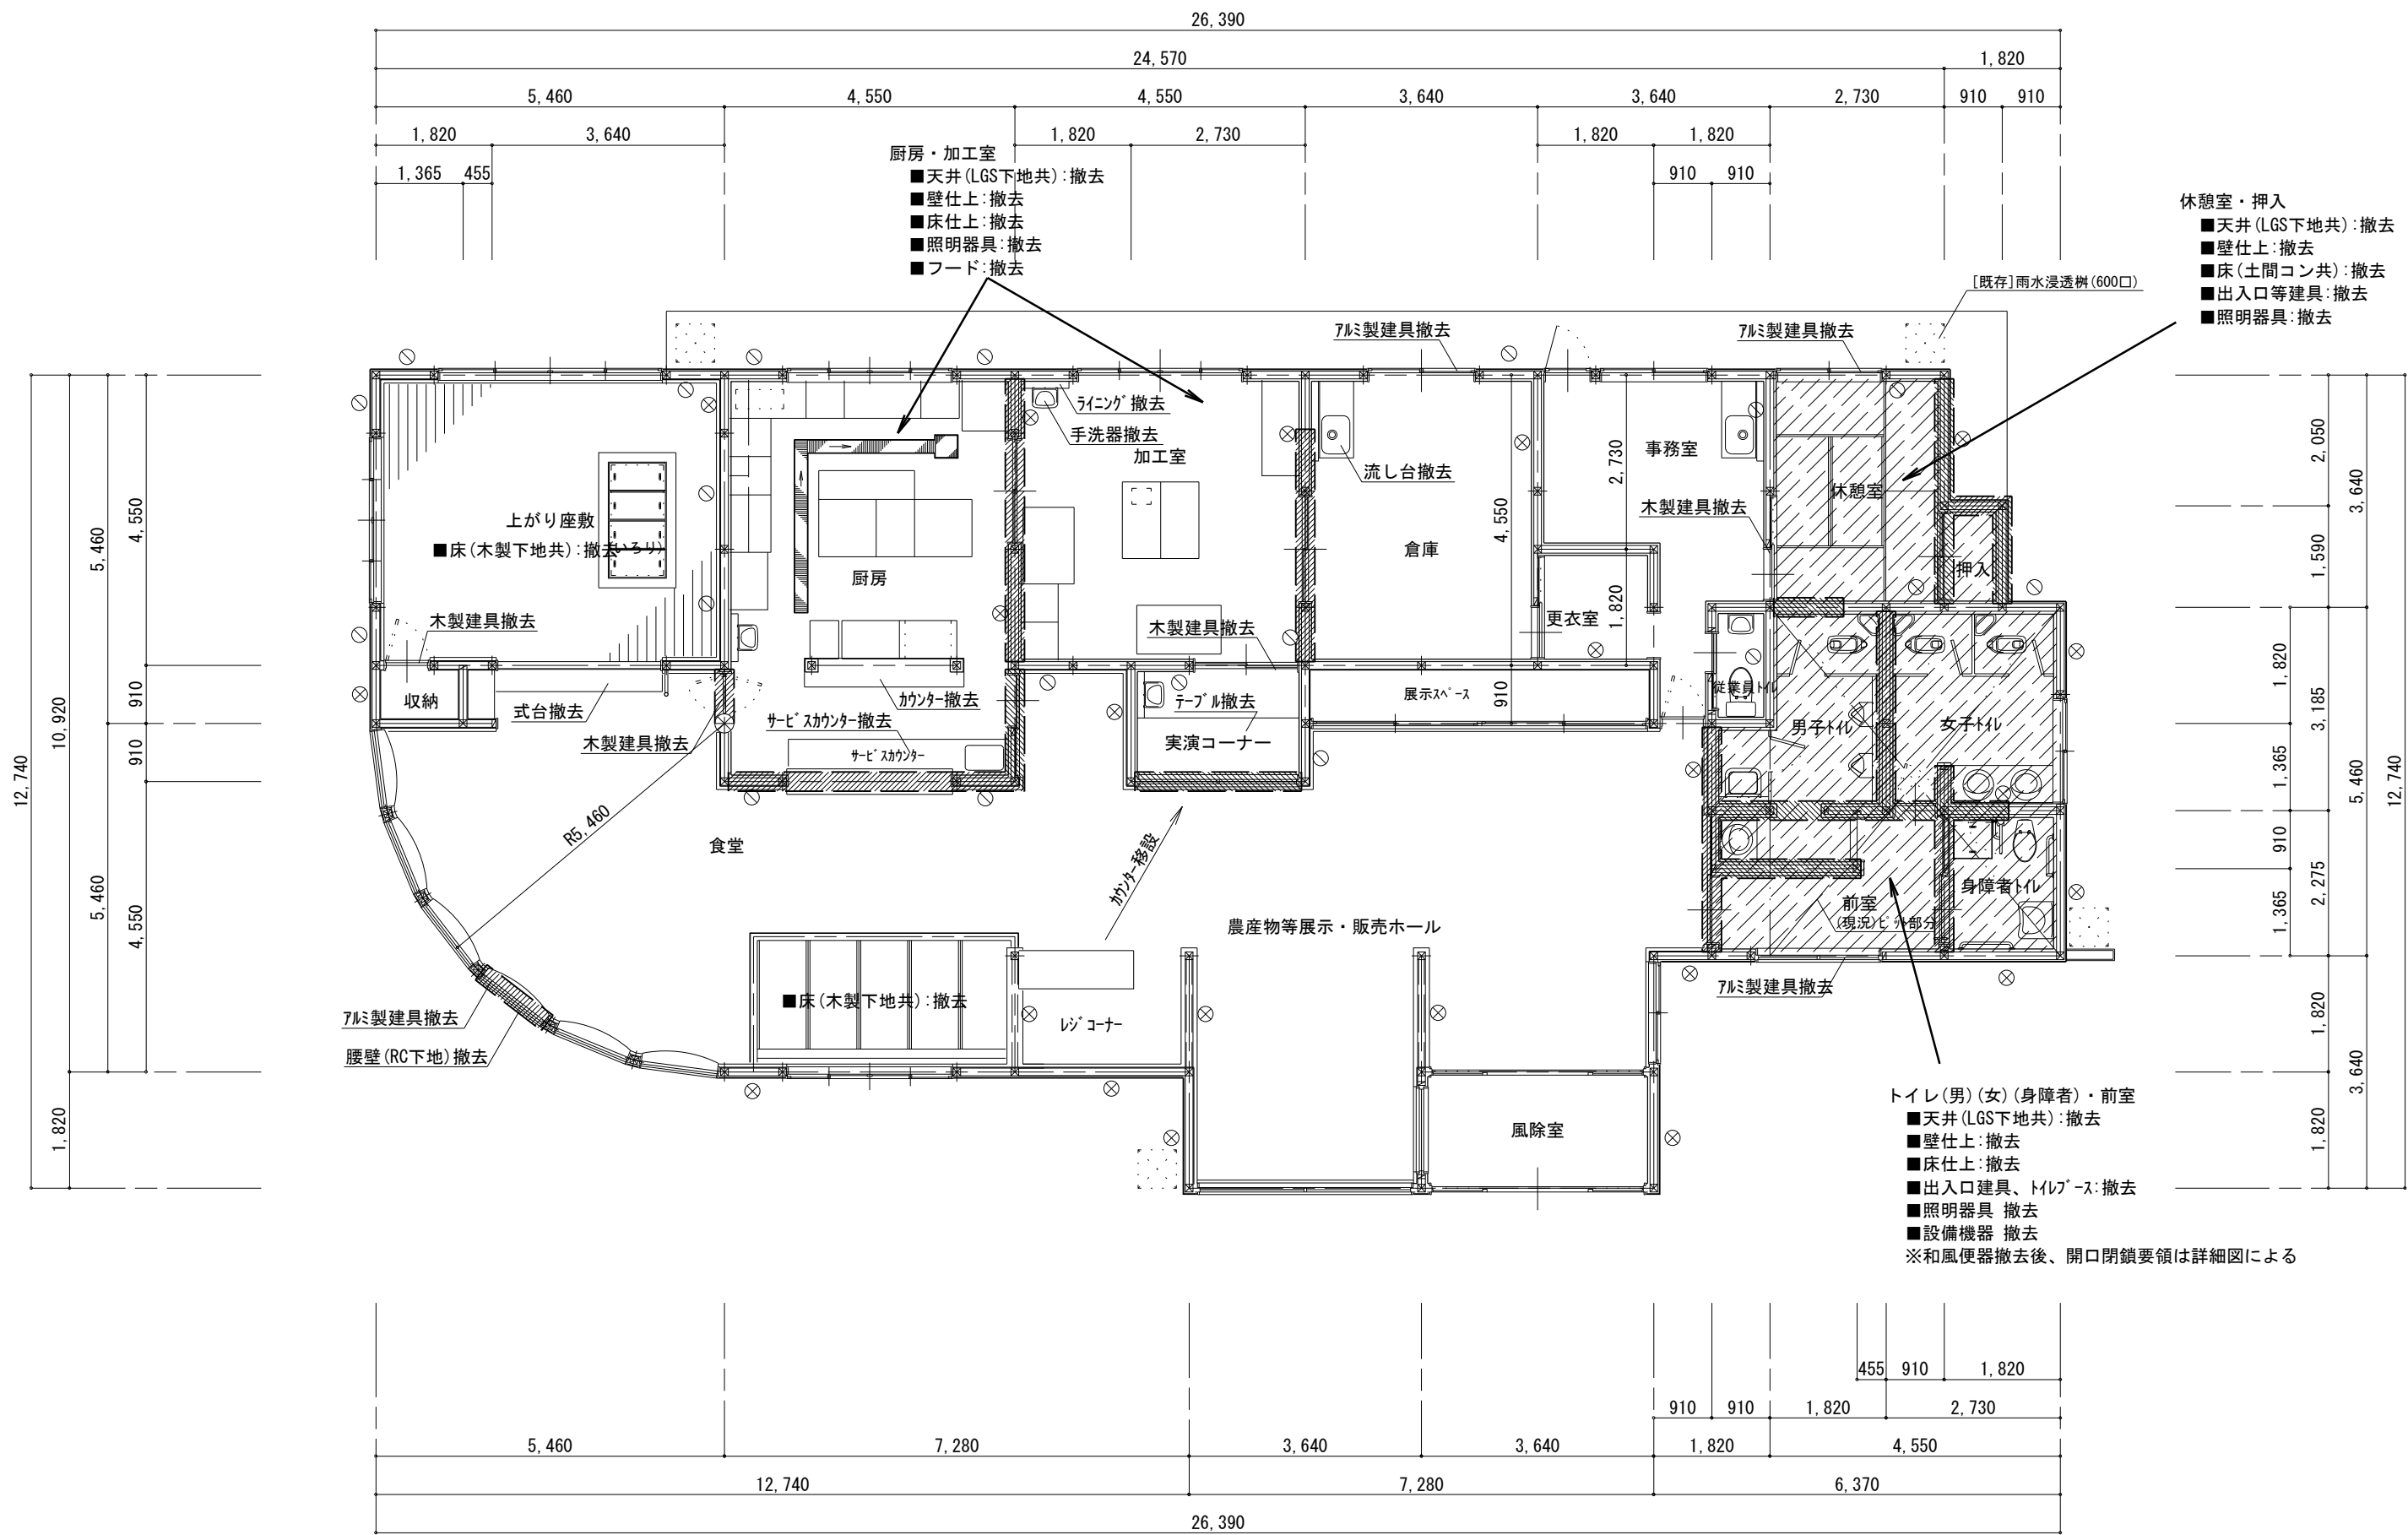 26,390
24,570
1,820
5,460
4,550
4,550
3,640
3,640
2,730
910
910
1,820
3,640
1,820
2,730
1,820
1,820
1,365
455
910
910
厨房・加工室
■天井(LGS下地共):撤去
■壁仕上:撤去
■床仕上:撤去
■照明器具:撤去
■フード:撤去
休憩室・押入
■天井(LGS下地共):撤去
■壁仕上:撤去
■床(土間コン共):撤去
■出入口等建具:撤去
■照明器具:撤去
[既存]雨水浸透桝(600口)
アルミ製建具撤去
アルミ製建具撤去
ライニング撤去
手洗器撤去
加工室
流し台撤去
事務室
2,730
木製建具撤去
休憩室
上がり座敷
■床(木製下地共):撤去
(いろり)
厨房
4,550
倉庫
押入
更衣室
1,820
木製建具撤去
木製建具撤去
収納
式台撤去
木製建具撤去
カウンター撤去
サービスカウンター撤去
サービスカウンター
テーブル撤去
実演コーナー
展示スペース
910
従業員トイレ
男子トイレ
女子トイレ
R5,460
食堂
カウンター移設
農産物等展示・販売ホール
前室
(現況)ピット部分
身障者トイレ
アルミ製建具撤去
■床(木製下地共):撤去
レジコーナー
アルミ製建具撤去
腰壁(RC下地)撤去
風除室
トイレ(男)(女)(身障者)・前室
■天井(LGS下地共):撤去
■壁仕上:撤去
■床仕上:撤去
■出入口建具、トイレブース:撤去
■照明器具 撤去
■設備機器 撤去
※和風便器撤去後、開口閉鎖要領は詳細図による
12,740
10,920
1,820
5,460
5,460
4,550
910
910
4,550
1,820
1,365
910
1,365
2,050
1,590
3,185
2,275
1,820
1,820
3,640
5,460
3,640
12,740
455
910
1,820
910
910
1,820
2,730
5,460
7,280
3,640
3,640
1,820
4,550
12,740
7,280
6,370
26,390